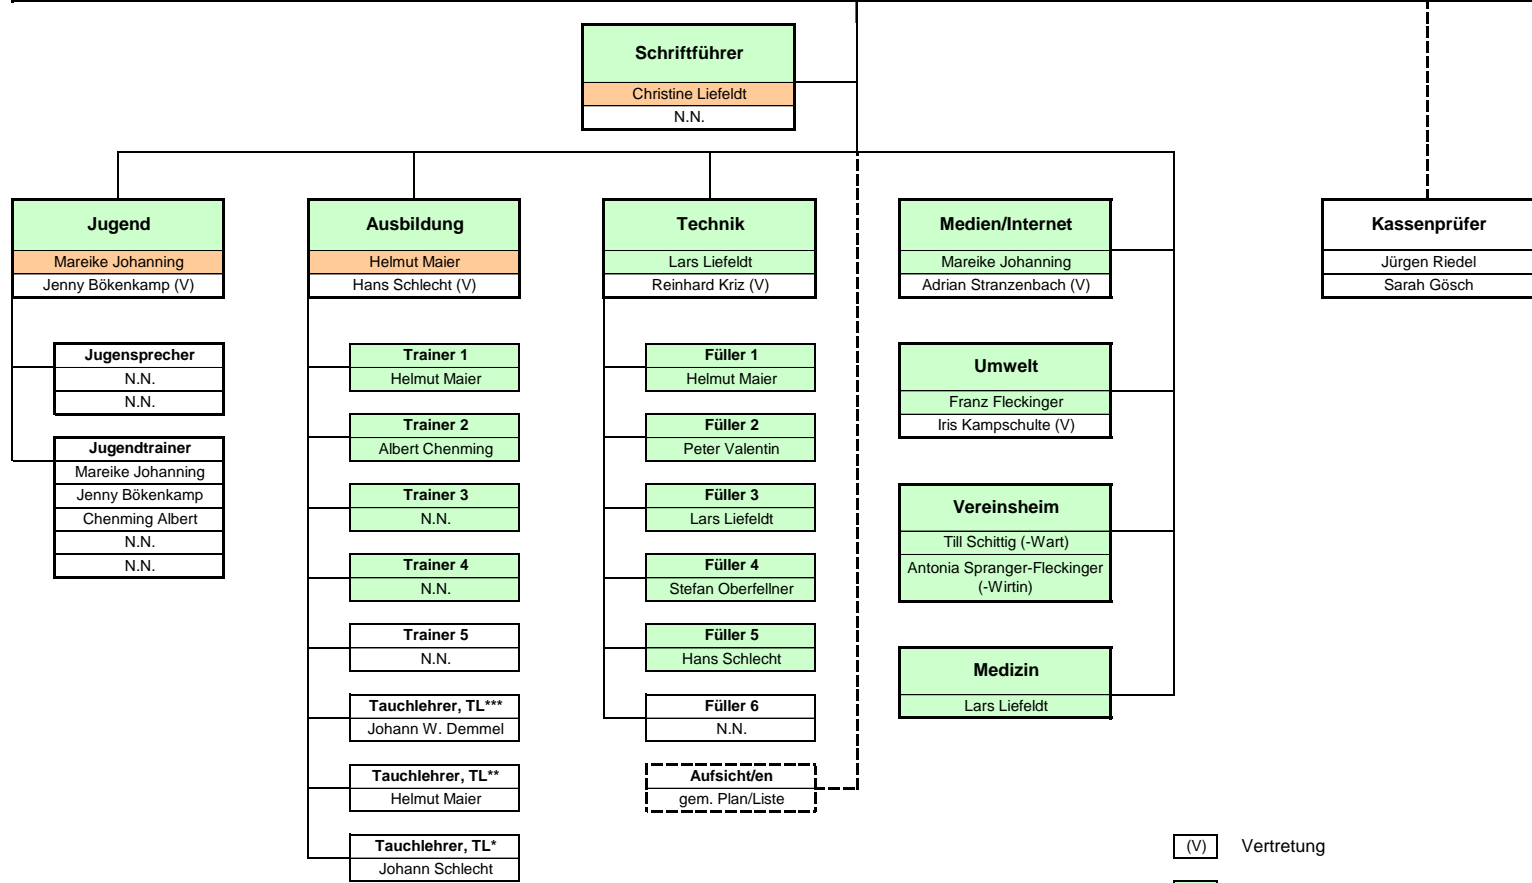 Schriftführer
Christine Liefeldt
N.N.
Jugend
Mareike Johanning
Jenny Bökenkamp (V)
Jugensprecher
N.N.
N.N.
Jugendtrainer
Mareike Johanning
Jenny Bökenkamp
Chenming Albert
N.N.
N.N.
Ausbildung
Helmut Maier
Hans Schlecht (V)
Trainer 1
Helmut Maier
Trainer 2
Albert Chenming
Trainer 3
N.N.
Trainer 4
N.N.
Trainer 5
N.N.
Tauchlehrer, TL***
Johann W. Demmel
Tauchlehrer, TL**
Helmut Maier
Tauchlehrer, TL*
Johann Schlecht
Technik
Lars Liefeldt
Reinhard Kriz (V)
Füller 1
Helmut Maier
Füller 2
Peter Valentin
Füller 3
Lars Liefeldt
Füller 4
Stefan Oberfellner
Füller 5
Hans Schlecht
Füller 6
N.N.
Aufsicht/en
gem. Plan/Liste
Medien/Internet
Mareike Johanning
Adrian Stranzenbach (V)
Umwelt
Franz Fleckinger
Iris Kampschulte (V)
Vereinsheim
Till Schittig (-Wart)
Antonia Spranger-Fleckinger
(-Wirtin)
Medizin
Lars Liefeldt
Kassenprüfer
Jürgen Riedel
Sarah Gösch
(V) Vertretung